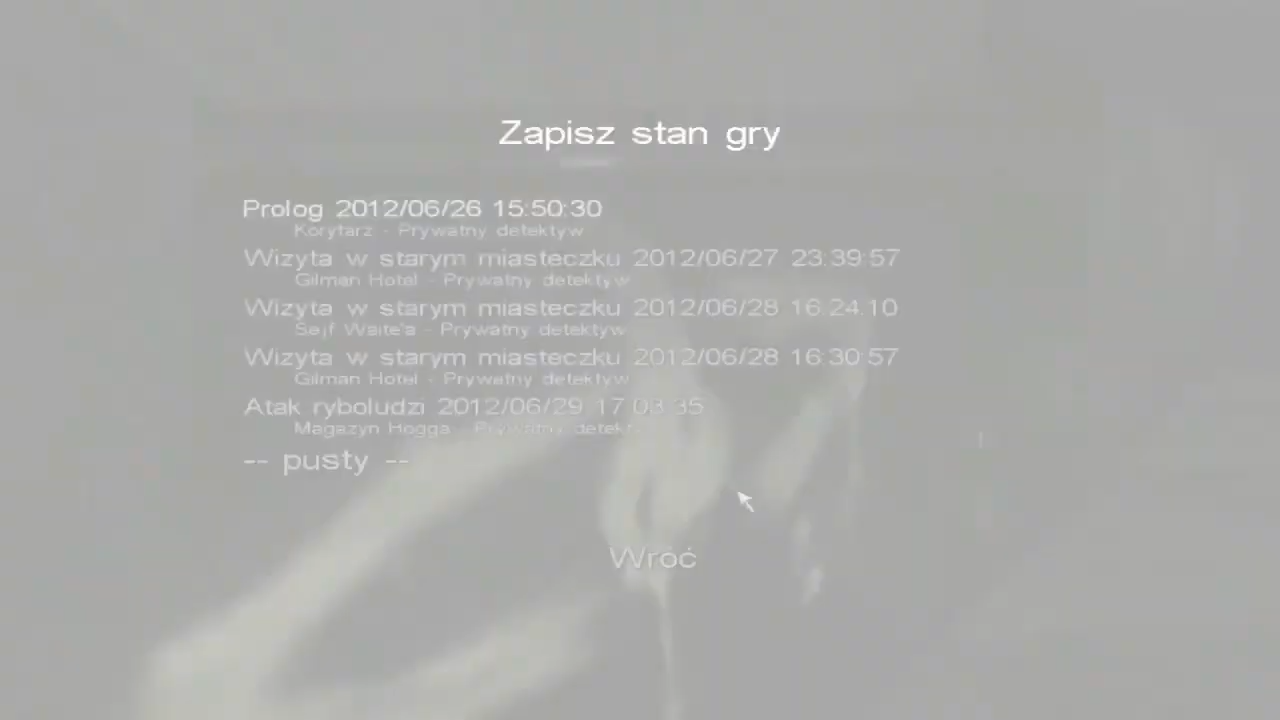 Zapisz stan gry
Prolog 2012/06/26 15:50:30
Korytarz - Prywatny detektyw
Wizyta w starym miasteczku 2012/06/27 23:39:57
Gilman Hotel - Prywatny detektyw
Wizyta w starym miasteczku 2012/06/28 16:24:10
Sejf Waite'a - Prywatny detektyw
Wizyta w starym miasteczku 2012/06/28 16:30:57
Gilman Hotel - Prywatny detektyw
Atak ryboludzi 2012/06/29 17:03:35
Magazyn Hogga - Prywatny detektyw
-- pusty --
Wróć